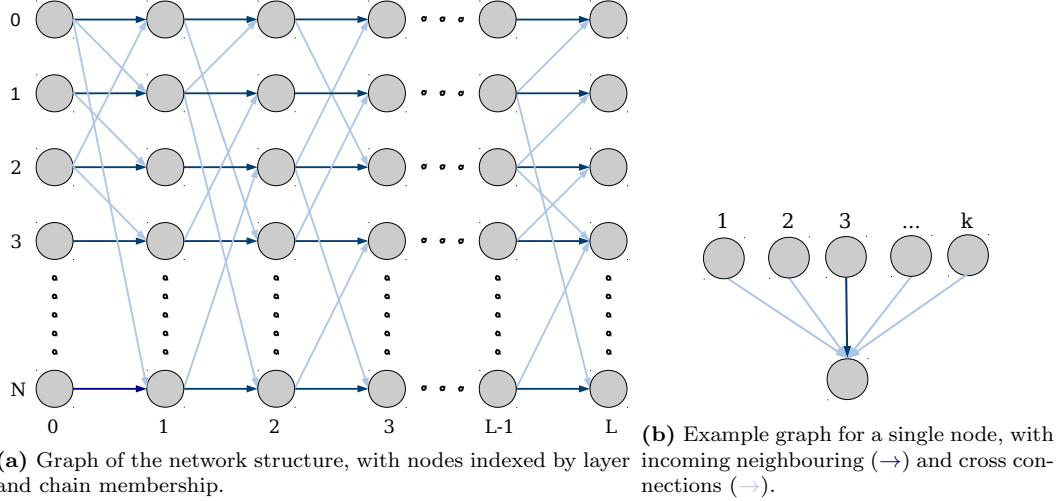 0
1
2
3
N
0 1 2 3 L-1 L
1 2 3 ... k
(a) Graph of the network structure, with nodes indexed by layer
and chain membership.
(b) Example graph for a single node, with
incoming neighbouring (→) and cross con-
nections (→).